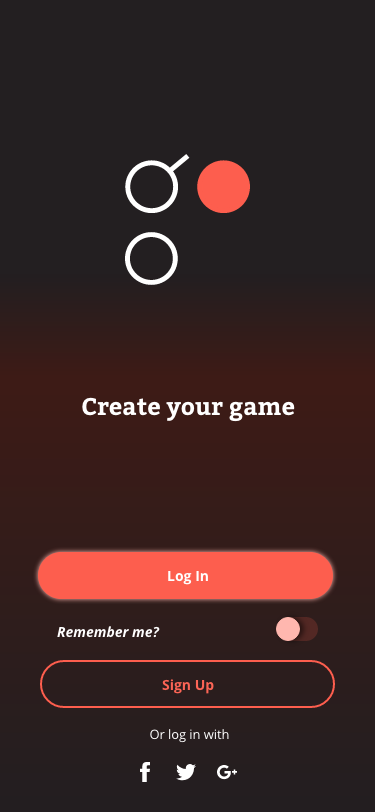 Create your game
Log In
Remember me?
Sign Up
Or log in with